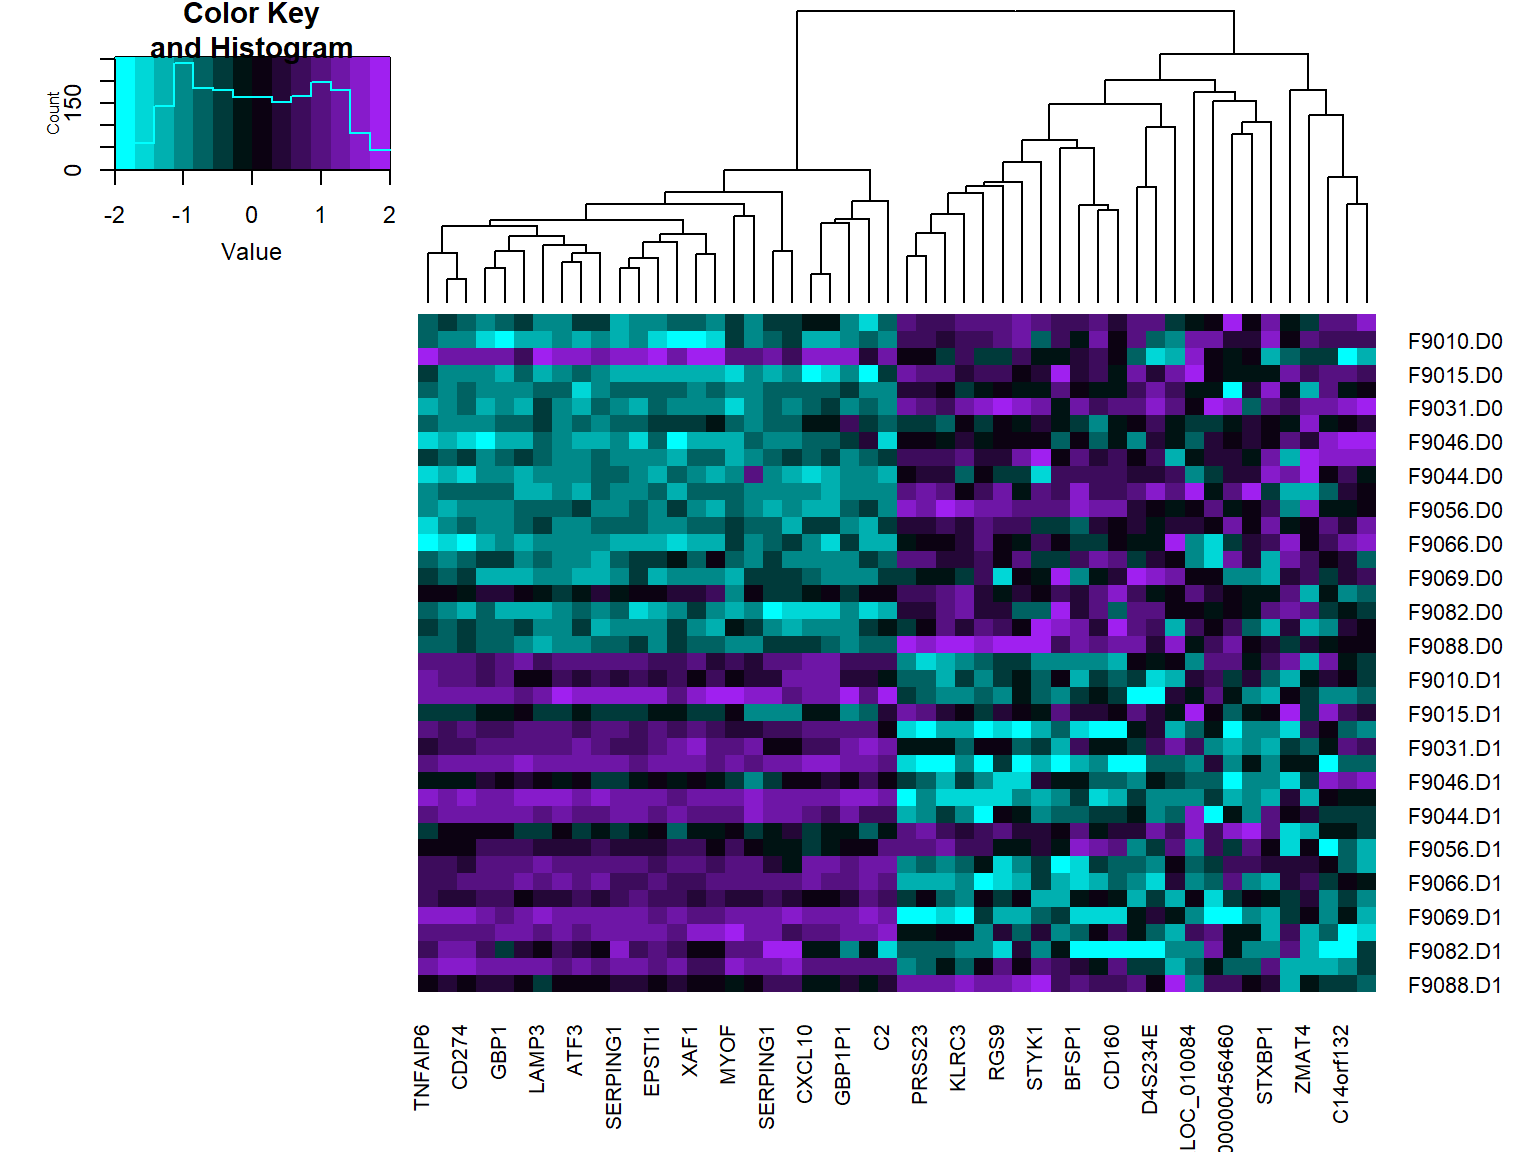 Color Key
and Histogram
Count
0 150
-2 -1 0 1 2
Value
F9010.D0
F9015.D0
F9031.D0
F9046.D0
F9044.D0
F9056.D0
F9066.D0
F9069.D0
F9082.D0
F9088.D0
F9010.D1
F9015.D1
F9031.D1
F9046.D1
F9044.D1
F9056.D1
F9066.D1
F9069.D1
F9082.D1
F9088.D1
TNFAIP6
CD274
GBP1
LAMP3
ATF3
SERPING1
EPSTI1
XAF1
MYOF
SERPING1
CXCL10
GBP1P1
C2
PRSS23
KLRC3
RGS9
STYK1
BFSP1
CD160
D4S234E
LOC_010084
0000456460
STXBP1
ZMAT4
C14orf132